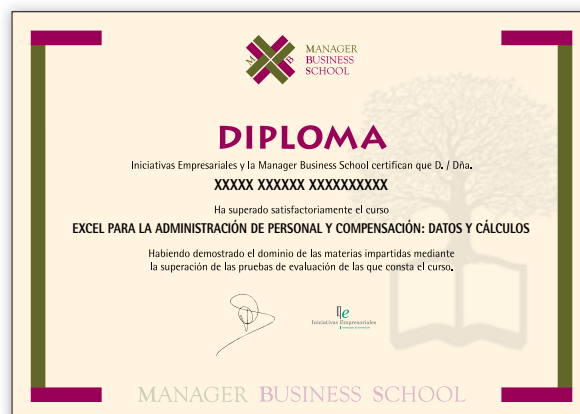 M B
MANAGER
BUSINESS
SCHOOL
DIPLOMA
Iniciativas Empresariales y la Manager Business School certifican que D. / Dña.
XXXXX XXXXXX XXXXXXXXXX
Ha superado satisfactoriamente el curso
EXCEL PARA LA ADMINISTRACIÓN DE PERSONAL Y COMPENSACIÓN: DATOS Y CÁLCULOS
Habiendo demostrado el dominio de las materias impartidas mediante
la superación de las pruebas de evaluación de las que consta el curso.
Iniciativas Empresariales
MANAGER BUSINESS SCHOOL